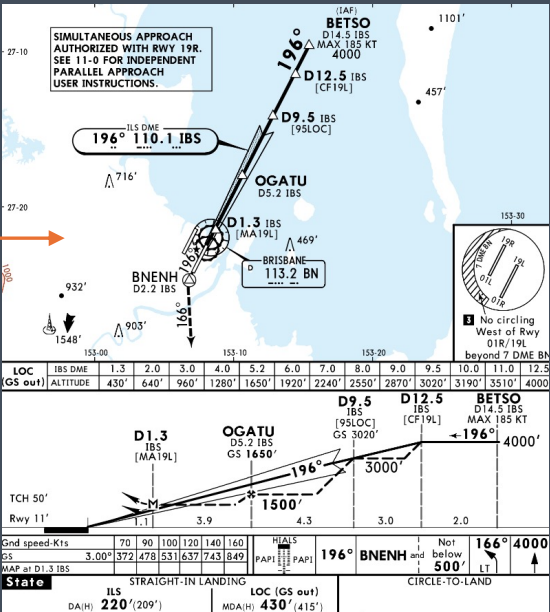 (IAF)
BETSO
D14.5 IBS
MAX 185 KT
4000
1101'
27-10
SIMULTANEOUS APPROACH
AUTHORIZED WITH RWY 19R.
SEE 11-0 FOR INDEPENDENT
PARALLEL APPROACH
USER INSTRUCTIONS.
196°
D12.5 IBS
[CF19L]
457'
D9.5 IBS
[95LOC]
ILS DME
196° 110.1 IBS
716'
OGATU
D5.2 IBS
27-20
153-30
D1.3 IBS
[MA19L]
469'
BRISBANE
D 113.2 BN
196°
BNENH
D2.2 IBS
166°
1000
932'
1548'
903'
7 DME BN
19R
19L
01L
01R
3 No circling
West of Rwy
01R/19L
beyond 7 DME BN
153-00 153-10 153-20
LOC IBS DME 1.3 2.0 3.0 4.0 5.2 6.0 7.0 8.0 9.0 9.5 10.0 11.0 12.5
(GS out) ALTITUDE 430' 640' 960' 1280' 1650' 1920' 2240' 2550' 2870' 3020' 3190' 3510' 4000
D9.5
IBS
[95LOC]
GS 3020'
D12.5
IBS
[CF19L]
BETSO
D14.5 IBS
MAX 185 KT
OGATU
D5.2 IBS
GS 1650'
D1.3
IBS
[MA19L]
196°
4000'
196°
3000'
TCH 50'
M
1500'
Rwy 11'
1.1 3.9 4.3 3.0 2.0
Gnd speed-Kts 70 90 100 120 140 160
GS 3.00° 372 478 531 637 743 849
MAP at D1.3 IBS
HIALS
PAPI PAPI
196° BNENH and
Not
below
500'
166°
LT
4000
State
STRAIGHT-IN LANDING
CIRCLE-TO-LAND
ILS
DA(H) 220'(209')
LOC (GS out)
MDA(H) 430'(415')